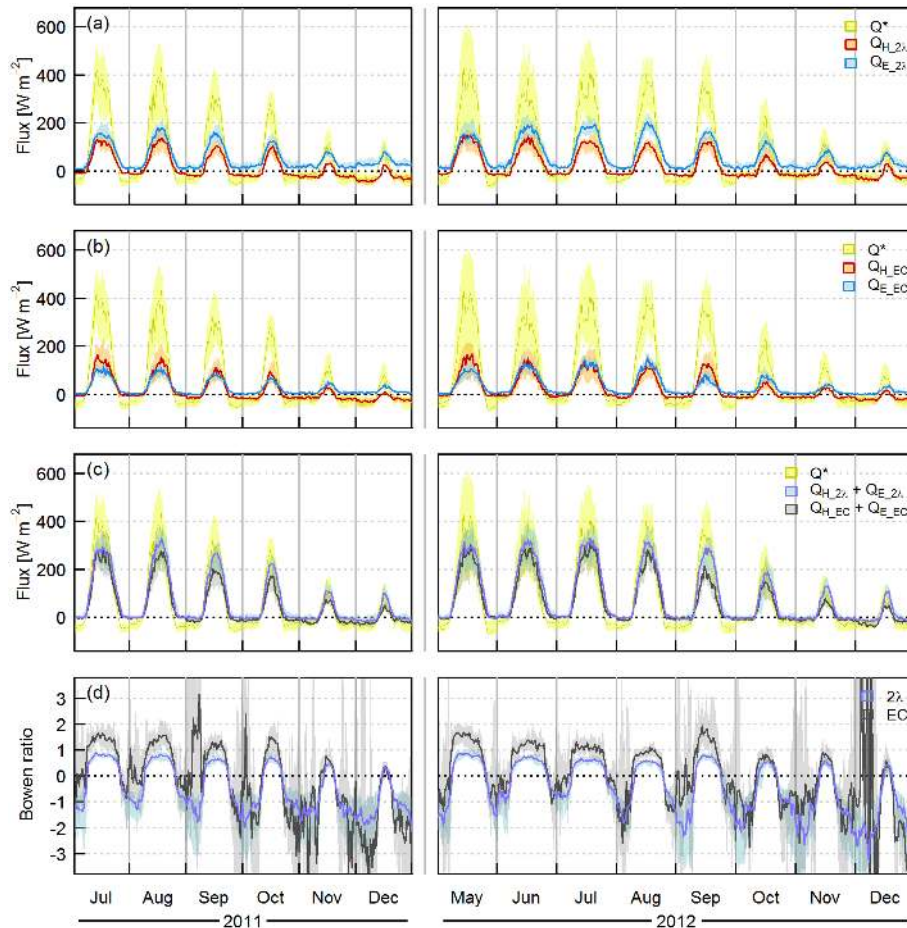 (a)
600
400
200
0
Flux [W m⁻²]
Q*
Q_H_2λ
Q_E_2λ
(b)
600
400
200
0
Flux [W m⁻²]
Q*
Q_H_EC
Q_E_EC
(c)
600
400
200
0
Flux [W m⁻²]
Q*
Q_H_2λ + Q_E_2λ
Q_H_EC + Q_E_EC
(d)
3
2
1
0
-1
-2
-3
Bowen ratio
2λ
EC
Jul Aug Sep Oct Nov Dec May Jun Jul Aug Sep Oct Nov Dec
2011 2012